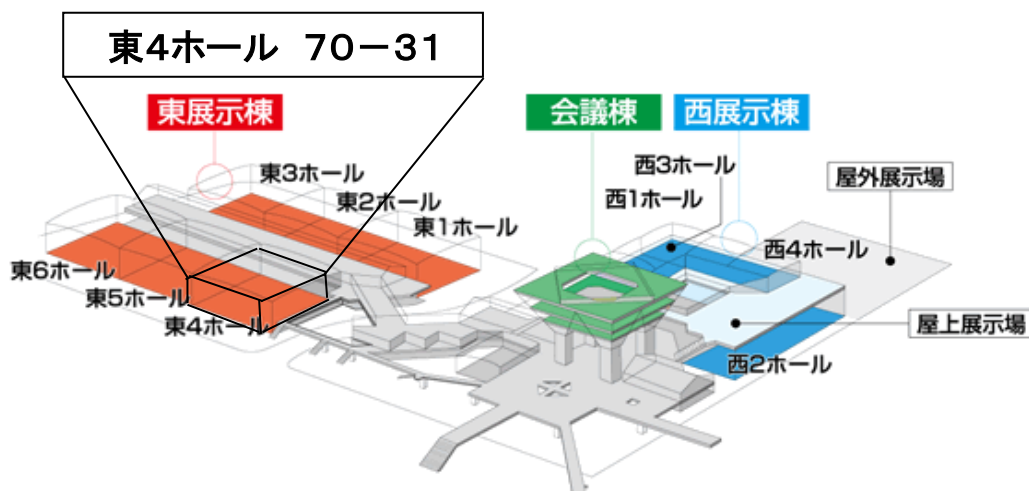 東4ホール 70－31
東展示棟
会議棟
西展示棟
東3ホール
東2ホール
東1ホール
西3ホール
西1ホール
屋外展示場
西4ホール
東6ホール
東5ホール
東4ホール
屋上展示場
西2ホール